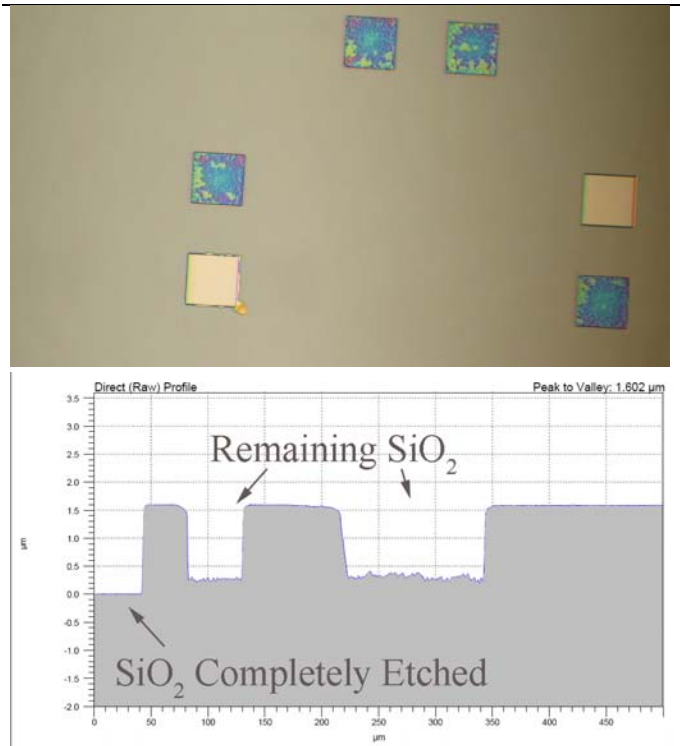 Direct (Raw) Profile Peak to Valley: 1.602 µm
3.5
3.0
2.5
2.0
1.5
1.0
0.5
0.0
-0.5
-1.0
-1.5
-2.0
µm
Remaining SiO2
SiO2 Completely Etched
0 50 100 150 200 250 300 350 400 450
µm